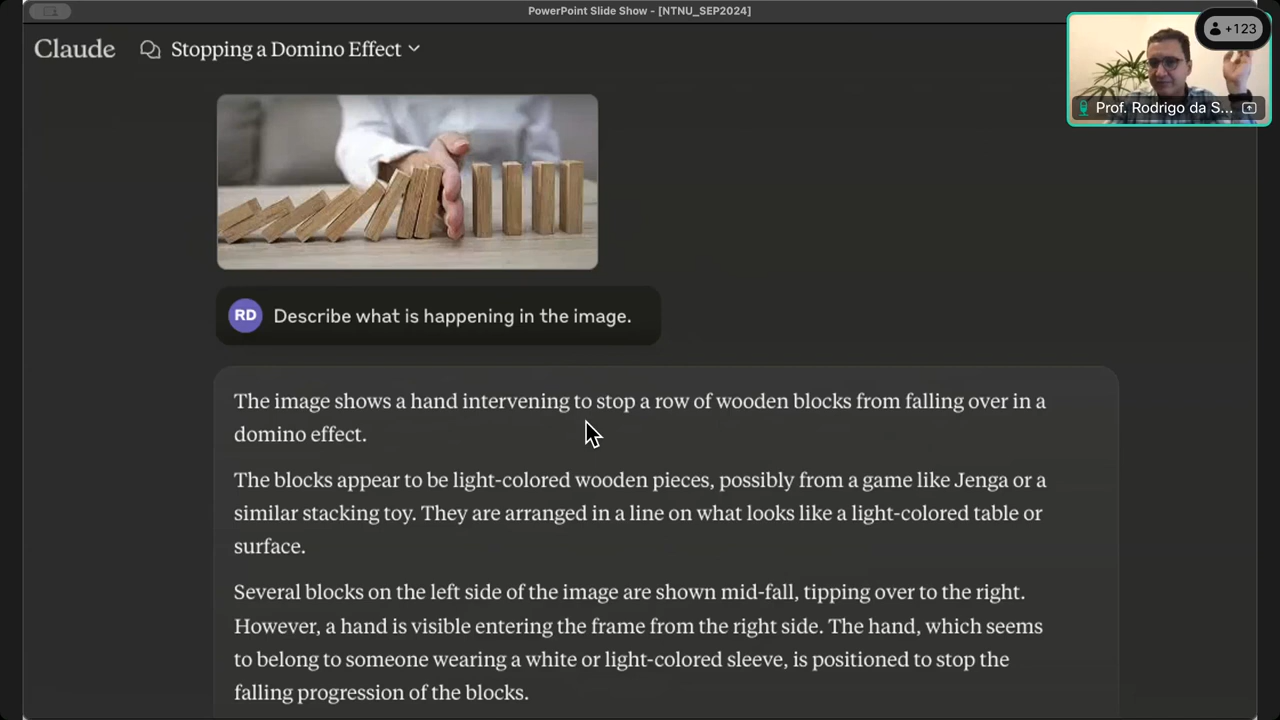 PowerPoint Slide Show - [NTNU_SEP2024]
+123
Claude
Stopping a Domino Effect
Prof. Rodrigo da S...
RD
Describe what is happening in the image.
The image shows a hand intervening to stop a row of wooden blocks from falling over in a
domino effect.
The blocks appear to be light-colored wooden pieces, possibly from a game like Jenga or a
similar stacking toy. They are arranged in a line on what looks like a light-colored table or
surface.
Several blocks on the left side of the image are shown mid-fall, tipping over to the right.
However, a hand is visible entering the frame from the right side. The hand, which seems
to belong to someone wearing a white or light-colored sleeve, is positioned to stop the
falling progression of the blocks.